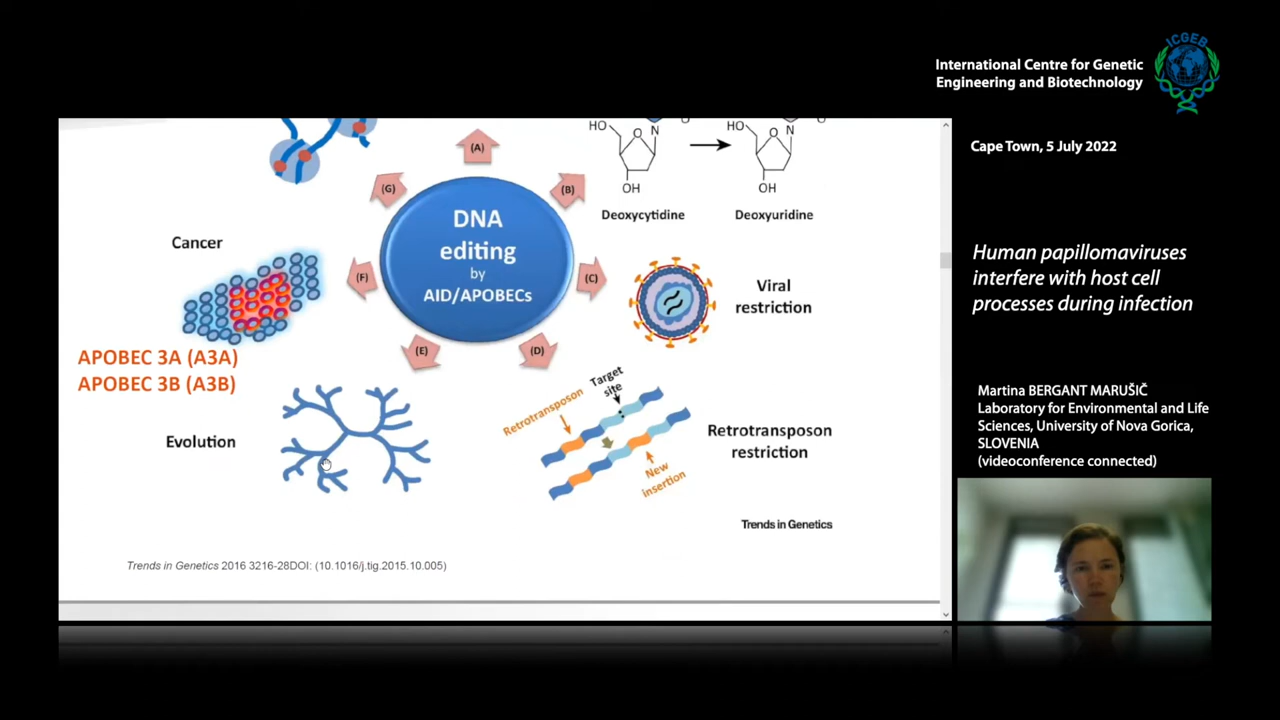 ICGEB
International Centre for Genetic
Engineering and Biotechnology
Cape Town, 5 July 2022
Human papillomaviruses
interfere with host cell
processes during infection
Martina BERGANT MARUŠIČ
Laboratory for Environmental and Life
Sciences, University of Nova Gorica,
SLOVENIA
(videoconference connected)
HO
N
HO
N
O
O
OH
OH
Deoxycytidine
Deoxyuridine
(A)
(B)
(C)
(D)
(E)
(F)
(G)
DNA
editing
by
AID/APOBECs
Cancer
APOBEC 3A (A3A)
APOBEC 3B (A3B)
Viral
restriction
Evolution
Target
site
Retrotransposon
New
insertion
Retrotransposon
restriction
Trends in Genetics
Trends in Genetics 2016 3216-28DOI: (10.1016/j.tig.2015.10.005)